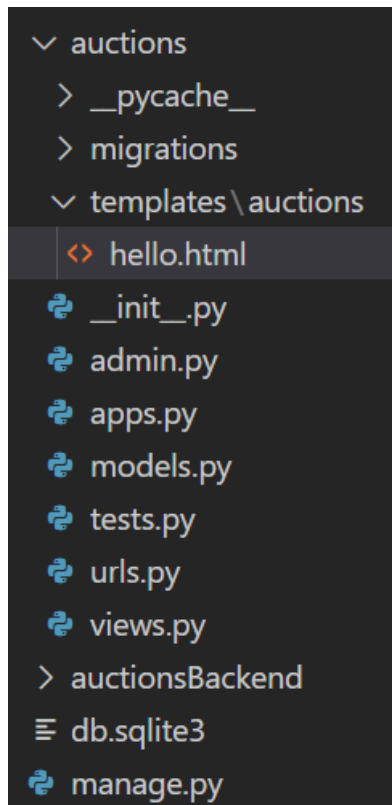 auctions
__pycache__
migrations
templates\auctions
hello.html
__init__.py
admin.py
apps.py
models.py
tests.py
urls.py
views.py
auctionsBackend
db.sqlite3
manage.py